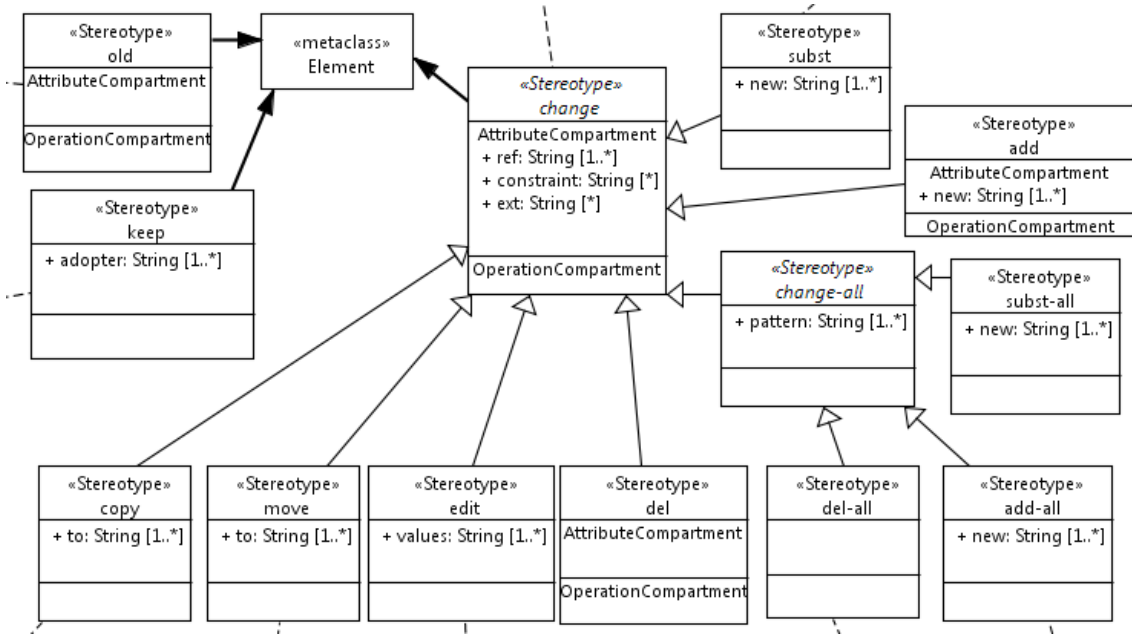 «Stereotype»
old
AttributeCompartment
OperationCompartment
«metaclass»
Element
«Stereotype»
change
AttributeCompartment
+ ref: String [1..*]
+ constraint: String [*]
+ ext: String [*]
OperationCompartment
«Stereotype»
subst
+ new: String [1..*]
«Stereotype»
add
AttributeCompartment
+ new: String [1..*]
OperationCompartment
«Stereotype»
keep
+ adopter: String [1..*]
«Stereotype»
change-all
+ pattern: String [1..*]
«Stereotype»
subst-all
+ new: String [1..*]
«Stereotype»
copy
+ to: String [1..*]
«Stereotype»
move
+ to: String [1..*]
«Stereotype»
edit
+ values: String [1..*]
«Stereotype»
del
AttributeCompartment
OperationCompartment
«Stereotype»
del-all
«Stereotype»
add-all
+ new: String [1..*]